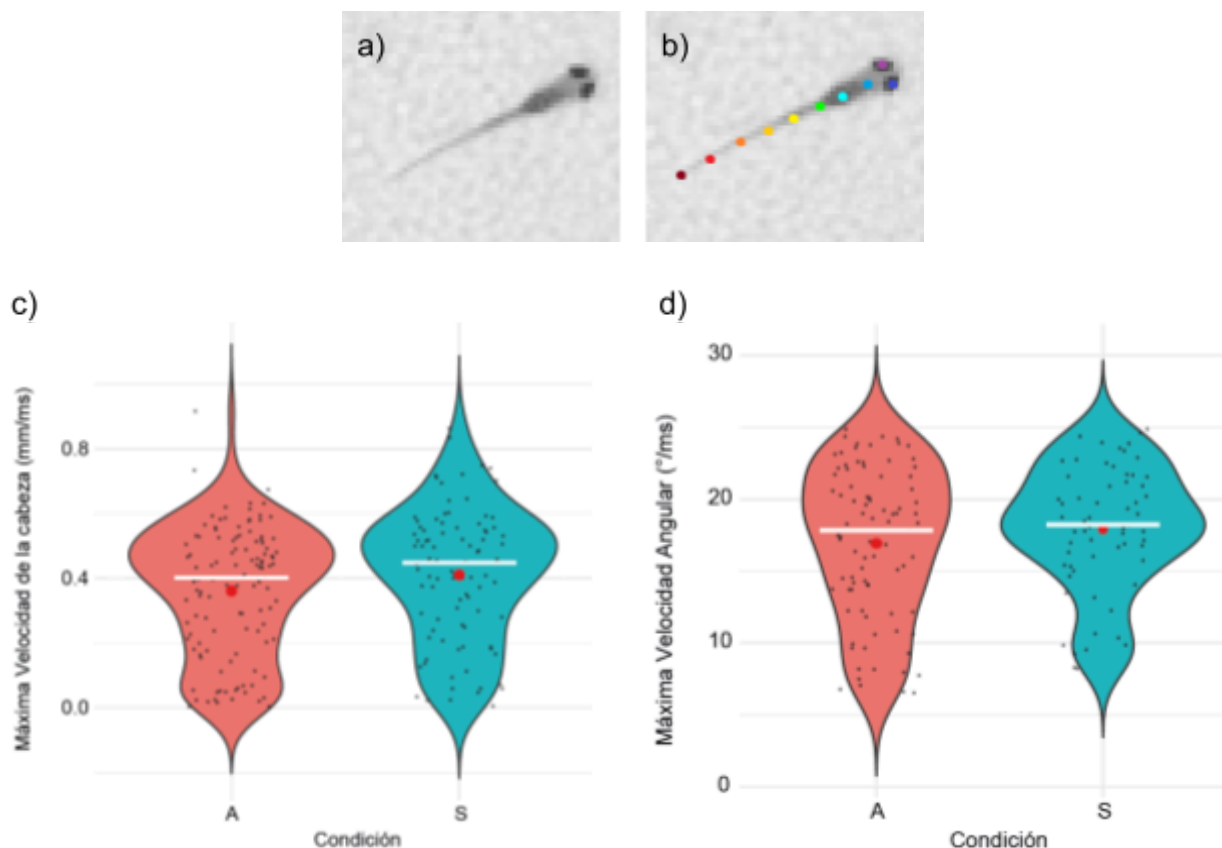 a)
b)
c)
Máxima Velocidad de la cabeza (mm/ms)
0.8
0.4
0.0
A
S
Condición
d)
Máxima Velocidad Angular (°/ms)
30
20
10
0
A
S
Condición